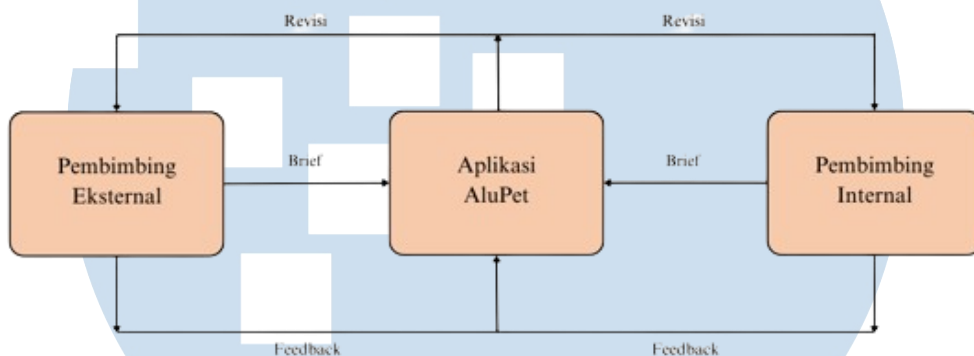 Revisi
Revisi
Pembimbing
Eksternal
Brief
Aplikasi
AluPet
Brief
Pembimbing
Internal
Feedback
Feedback